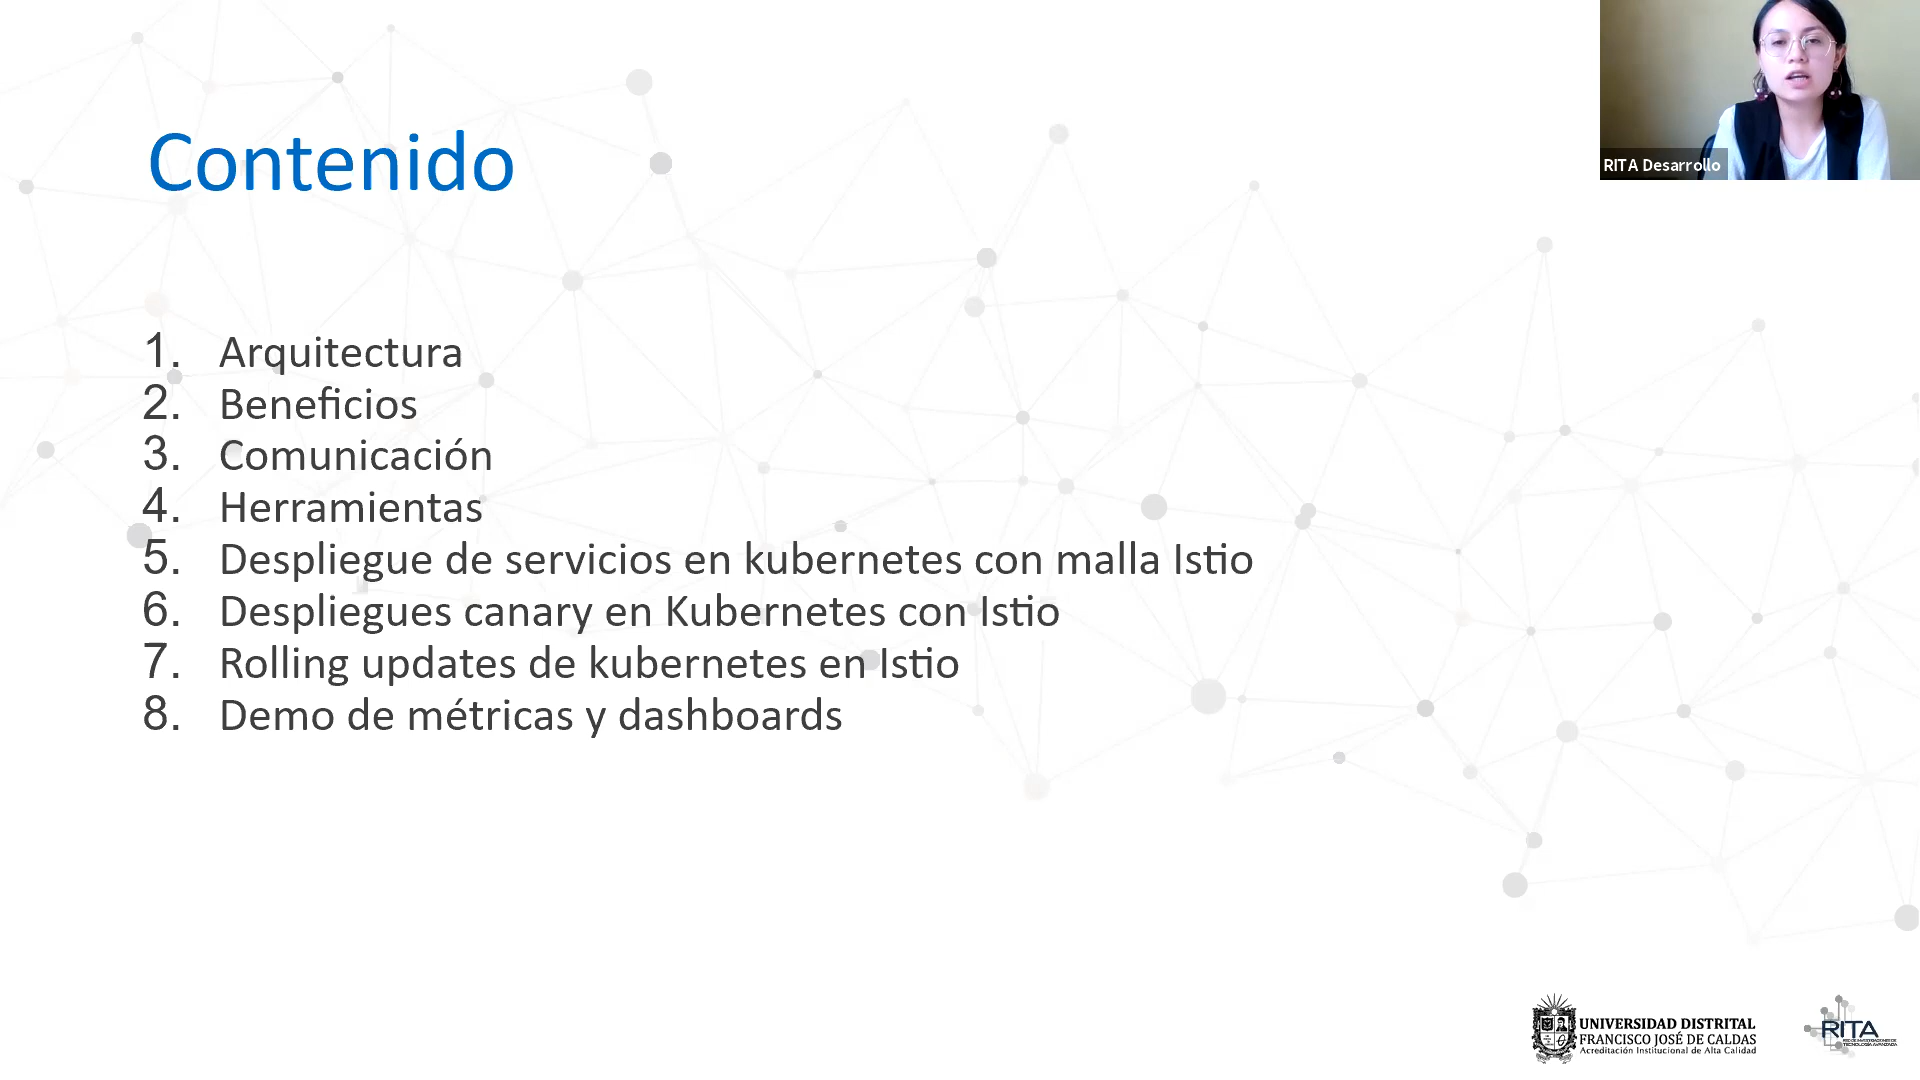 Contenido
RITA Desarrollo
1. Arquitectura
2. Beneficios
3. Comunicación
4. Herramientas
5. Despliegue de servicios en kubernetes con malla Istio
6. Despliegues canary en Kubernetes con Istio
7. Rolling updates de kubernetes en Istio
8. Demo de métricas y dashboards
UNIVERSIDAD DISTRITAL
FRANCISCO JOSÉ DE CALDAS
Acreditación Institucional de Alta Calidad
RITA